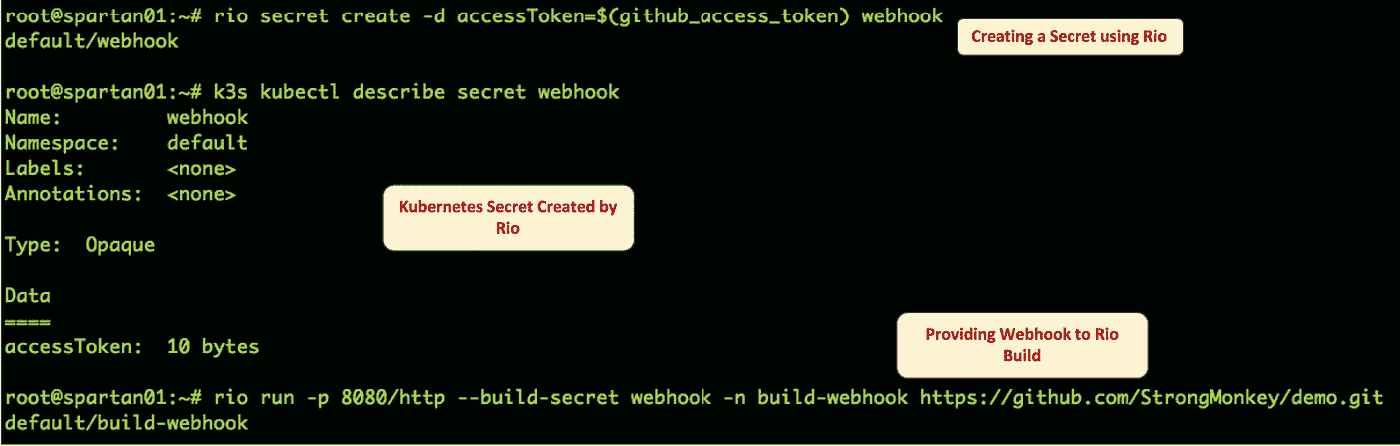 root@spartan01:~# rio secret create -d accessToken=$(github_access_token) webhook
default/webhook
Creating a Secret using Rio
root@spartan01:~# k3s kubectl describe secret webhook
Name:         webhook
Namespace:    default
Labels:       <none>
Annotations:  <none>
Kubernetes Secret Created by
Rio
Type:  Opaque
Data
====
accessToken:  10 bytes
Providing Webhook to Rio
Build
root@spartan01:~# rio run -p 8080/http --build-secret webhook -n build-webhook https://github.com/StrongMonkey/demo.git
default/build-webhook